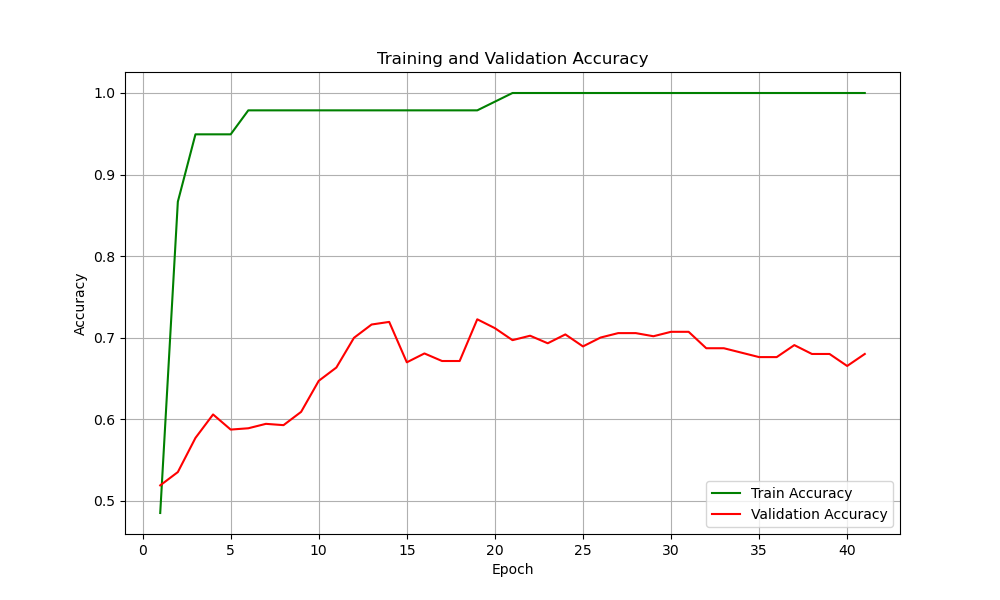 Training and Validation Accuracy
1.0
0.9
0.8
0.7
0.6
0.5
Accuracy
0 5 10 15 20 25 30 35 40
Epoch
Train Accuracy
Validation Accuracy